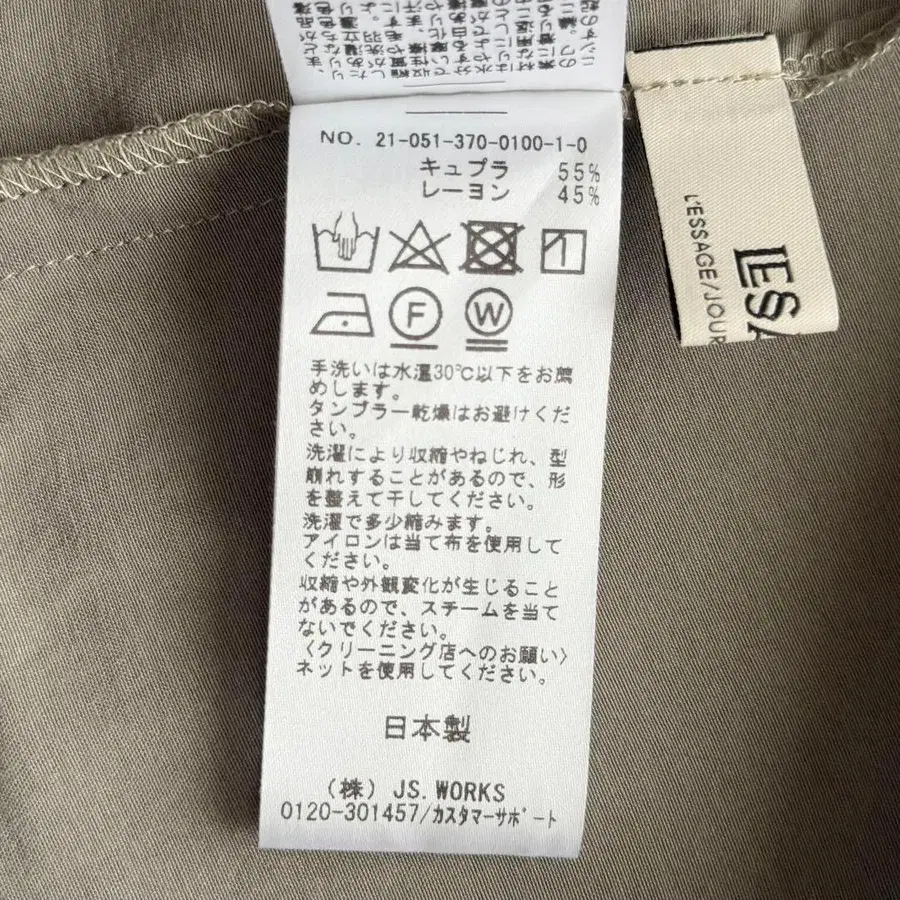 NO. 21-051-370-0100-1-0
キュプラ 55%
レーヨン 45%
F
W
手洗いは水温30℃以下をお薦
めします。
タンブラー乾燥はお避けくだ
さい。
洗濯により収縮やねじれ、型
崩れすることがあるので、形
を整えて干してください。
洗濯で多少縮みます。
アイロンは当て布を使用して
ください。
収縮や外観変化が生じること
があるので、スチームを当て
ないでください。
〈クリーニング店へのお願い〉
ネットを使用してください。
日本製
（株）JS.WORKS
0120-301457/カスタマーサポート
L'ESSAGE/JOUR